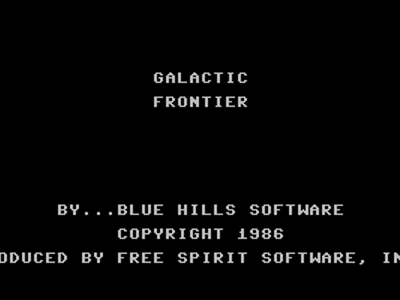 GALACTIC
FRONTIER
BY...BLUE HILLS SOFTWARE
COPYRIGHT 1986
ODUCED BY FREE SPIRIT SOFTWARE, IN